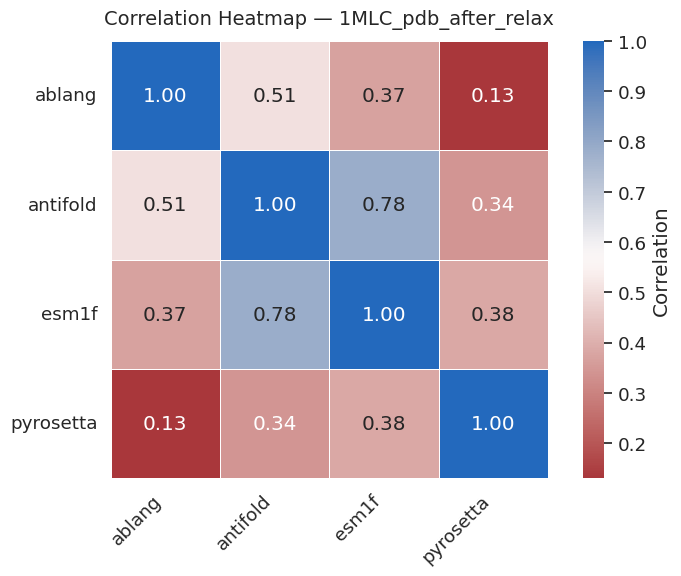 Correlation Heatmap — 1MLC_pdb_after_relax
ablang 1.00 0.51 0.37 0.13
antifold 0.51 1.00 0.78 0.34
esm1f 0.37 0.78 1.00 0.38
pyrosetta 0.13 0.34 0.38 1.00
ablang antifold esm1f pyrosetta
1.0
0.9
0.8
0.7
0.6
0.5
0.4
0.3
0.2
Correlation